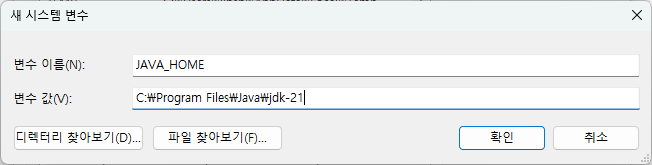 새 시스템 변수
변수 이름(N):
JAVA_HOME
변수 값(V):
C:₩Program Files₩Java₩jdk-21
디렉터리 찾아보기(D)...
파일 찾아보기(F)...
확인
취소